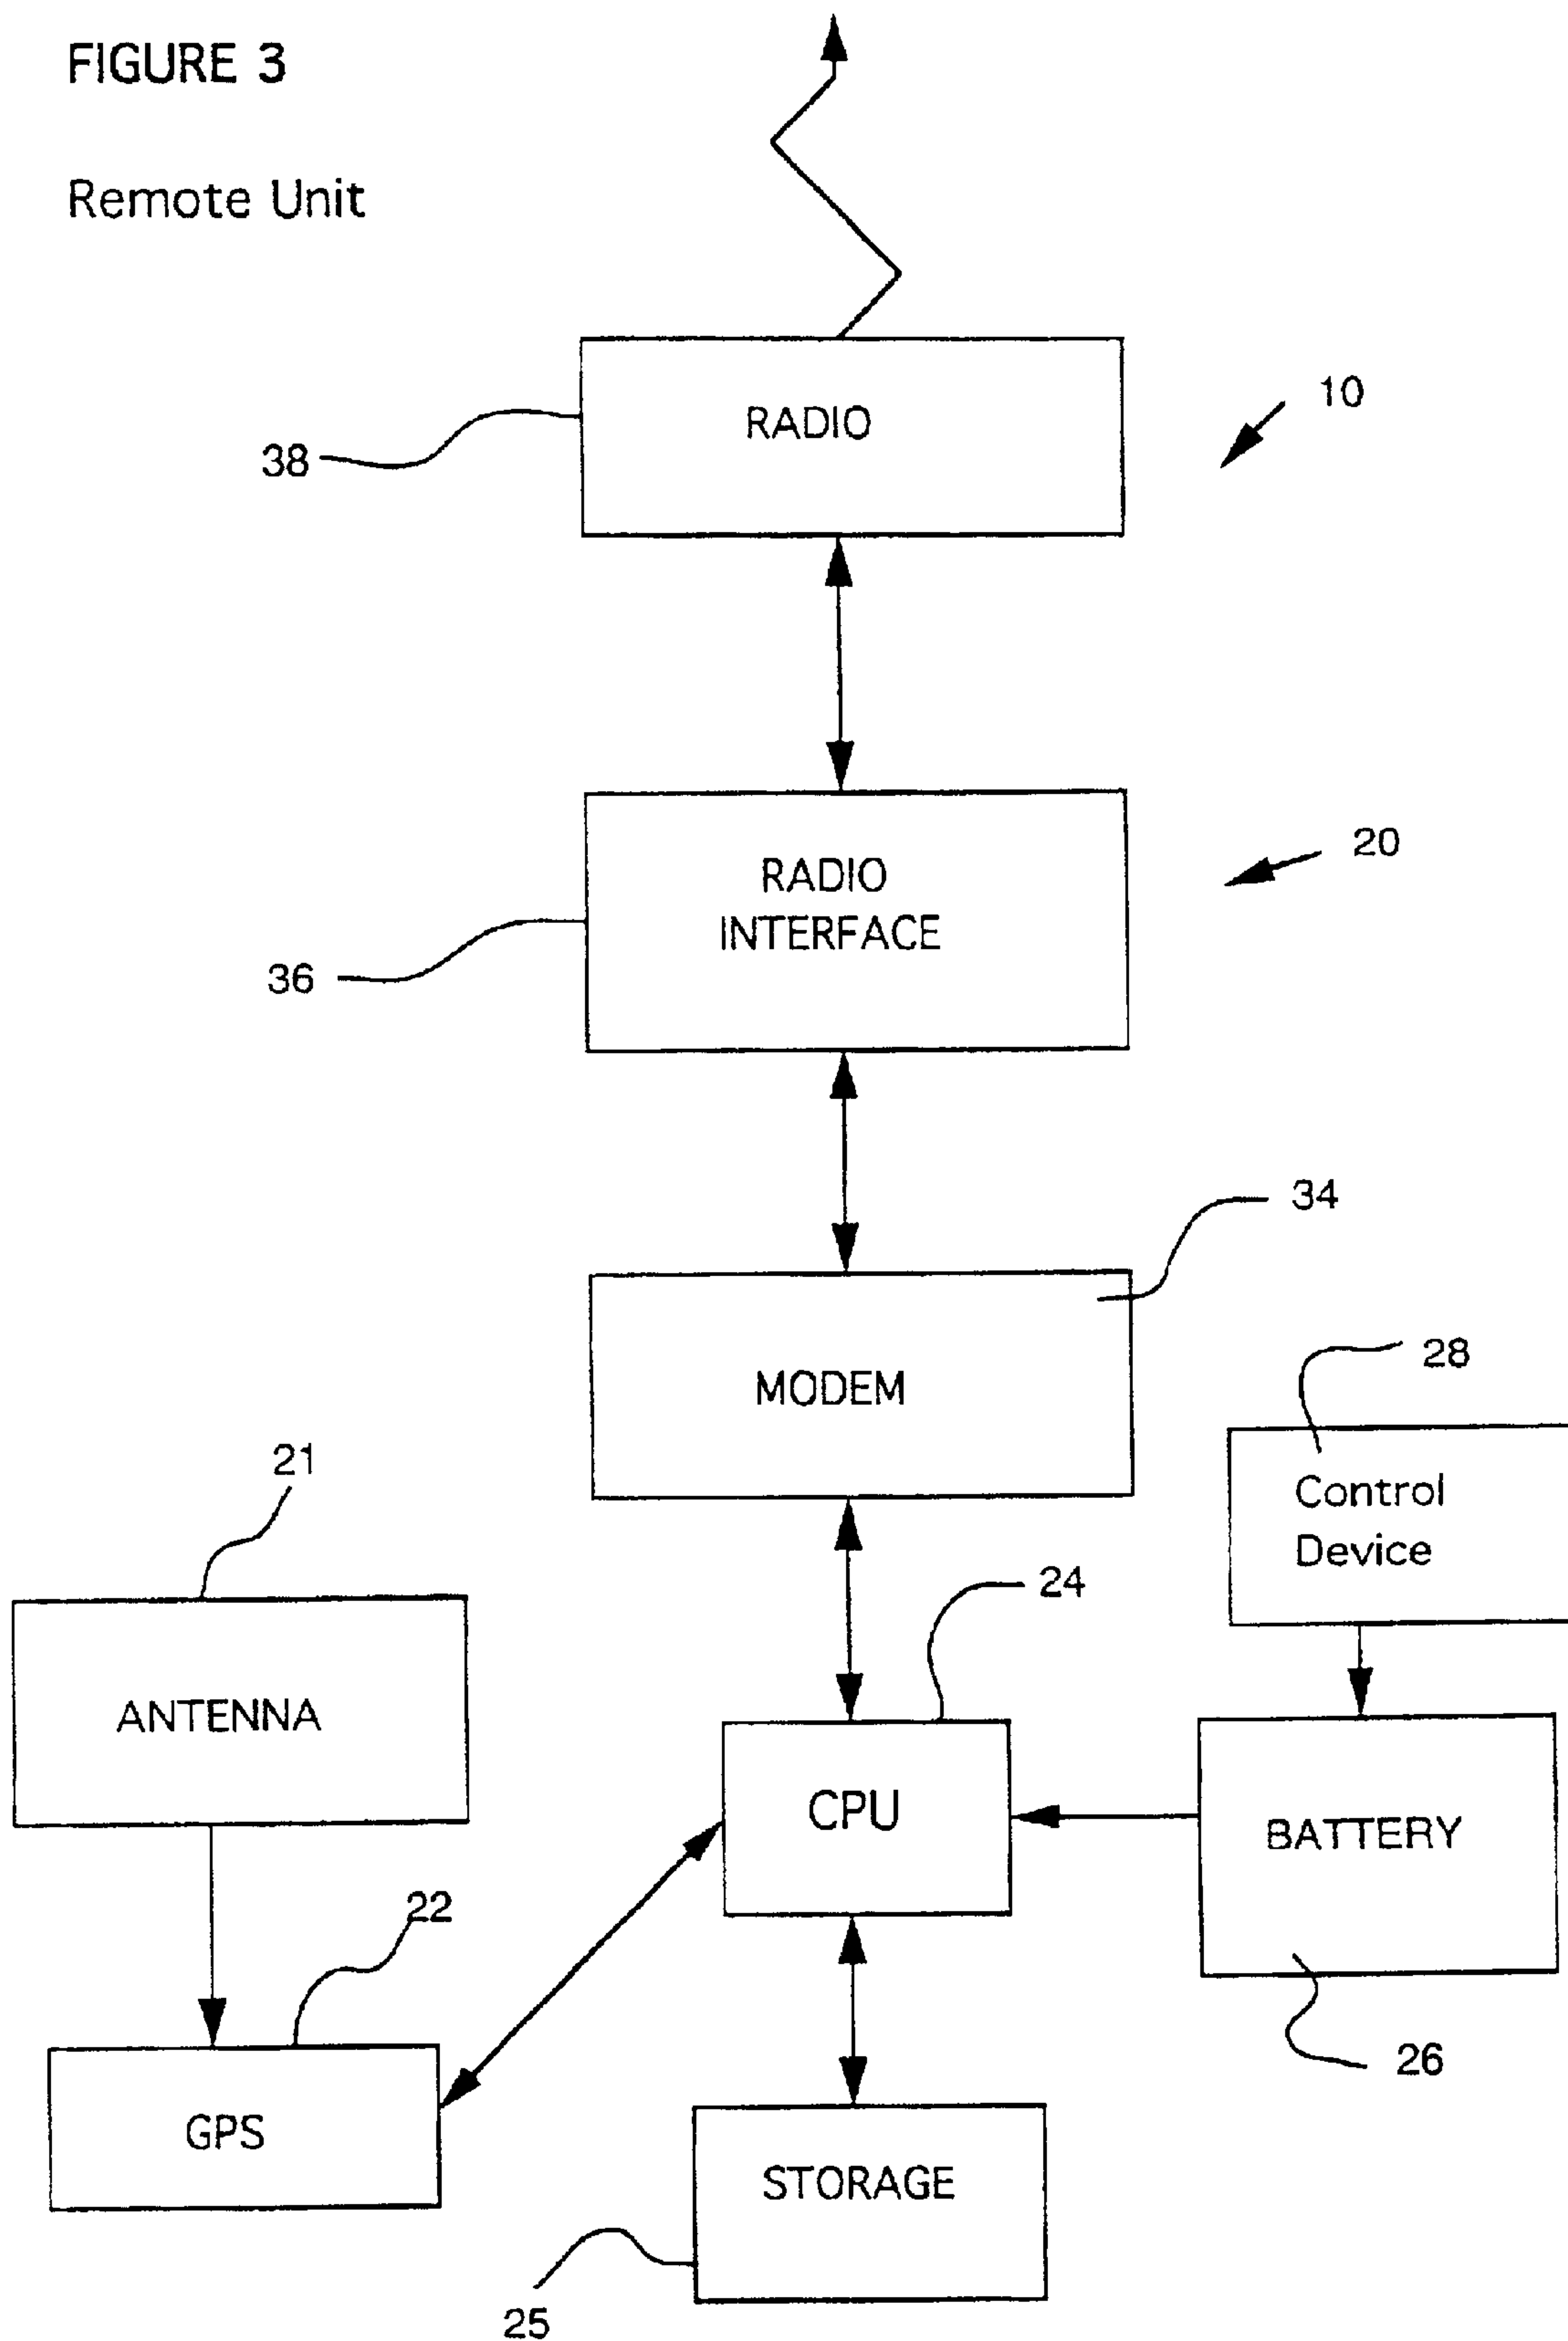 FIGURE 3
Remote Unit
RADIO
10
38
20
RADIO
INTERFACE
36
34
MODEM
28
Control
Device
21
24
ANTENNA
CPU
BATTERY
22
26
GPS
STORAGE
25